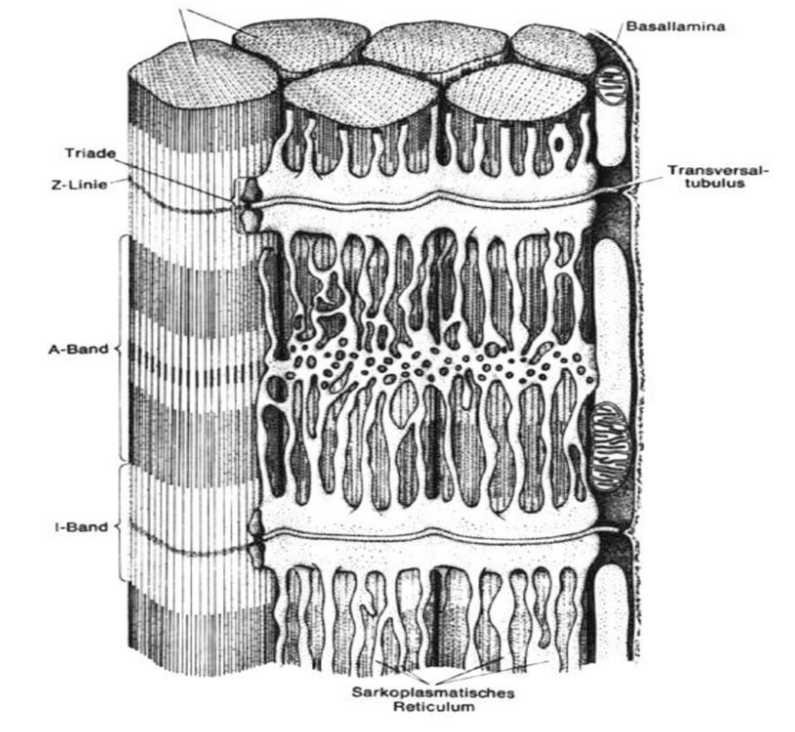 Basallamina
Triade
Z-Linie
Transversal-
tubulus
A-Band
I-Band
Sarkoplasmatisches
Reticulum